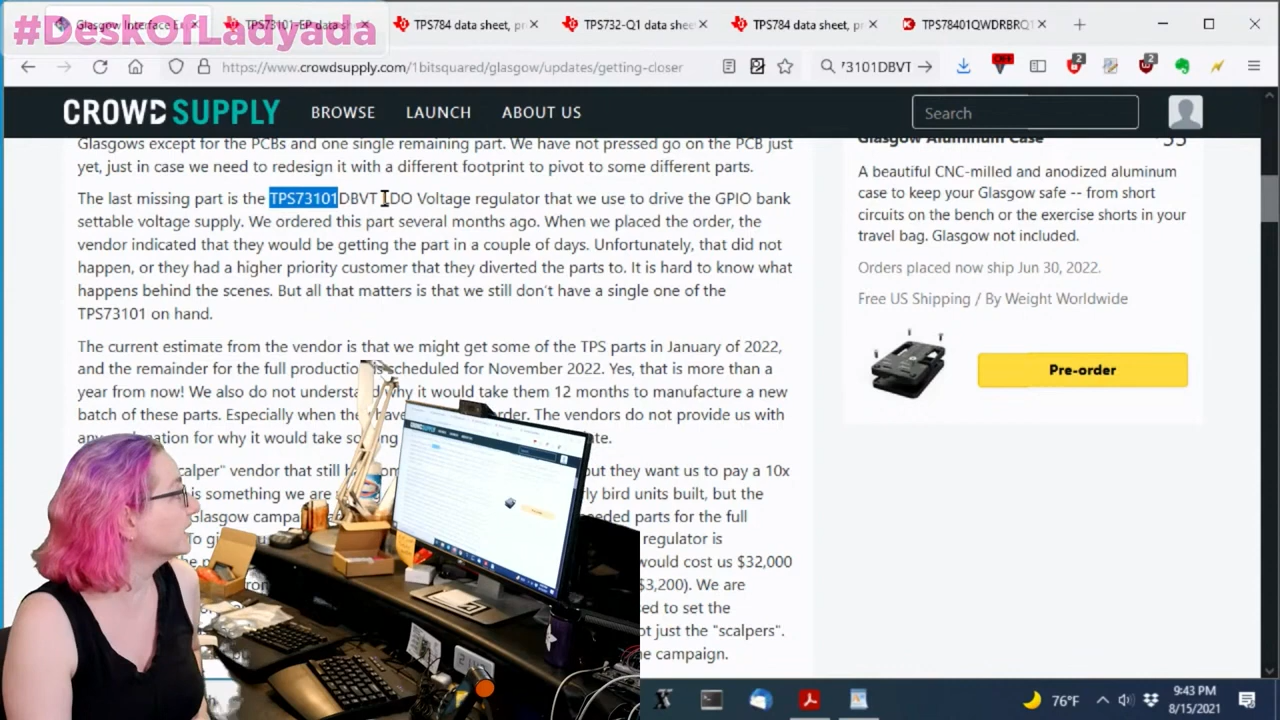 #DeskOfLadyada
Glasgow Interface Ex
TPS73101-EP data s
TPS784 data sheet, pr
TPS732-Q1 data shee
TPS784 data sheet, pr
TPS78401QWDRBRQ1
https://www.crowdsupply.com/1bitsquared/glasgow/updates/getting-closer
73101DBVT
OFF
2
2
CROWD SUPPLY
BROWSE
LAUNCH
ABOUT US
Search
Glasgows except for the PCBs and one single remaining part. We have not pressed go on the PCB just
yet, just in case we need to redesign it with a different footprint to pivot to some different parts.
The last missing part is the TPS73101DBVT LDO Voltage regulator that we use to drive the GPIO bank
settable voltage supply. We ordered this part several months ago. When we placed the order, the
vendor indicated that they would be getting the part in a couple of days. Unfortunately, that did not
happen, or they had a higher priority customer that they diverted the parts to. It is hard to know what
happens behind the scenes. But all that matters is that we still don't have a single one of the
TPS73101 on hand.
The current estimate from the vendor is that we might get some of the TPS parts in January of 2022,
and the remainder for the full production is scheduled for November 2022. Yes, that is more than a
year from now! We also do not understand why it would take them 12 months to manufacture a new
batch of these parts. Especially when the order. The vendors do not provide us with
for why it would take so
calper" vendor that still but they want us to pay a 10x
is something we are rly bird units built, but the
Glasgow campa eeded parts for the full
regulator is
would cost us $32,000
$3,200). We are
sed to set the
ot just the "scalpers".
e campaign.
Glasgow Aluminum Case
A beautiful CNC-milled and anodized aluminum
case to keep your Glasgow safe -- from short
circuits on the bench or the exercise shorts in your
travel bag. Glasgow not included.
Orders placed now ship Jun 30, 2022.
Free US Shipping / By Weight Worldwide
Pre-order
76°F
9:43 PM
8/15/2021